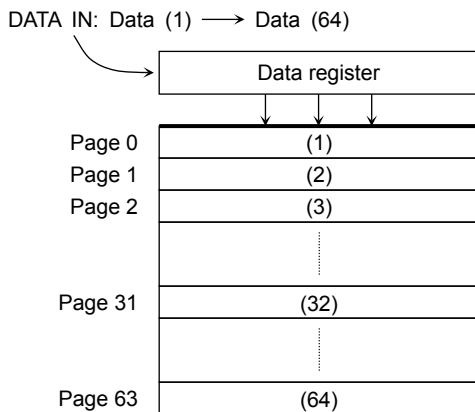 DATA IN: Data (1) ⟶ Data (64)
Data register
Page 0 (1)
Page 1 (2)
Page 2 (3)
Page 31 (32)
Page 63 (64)